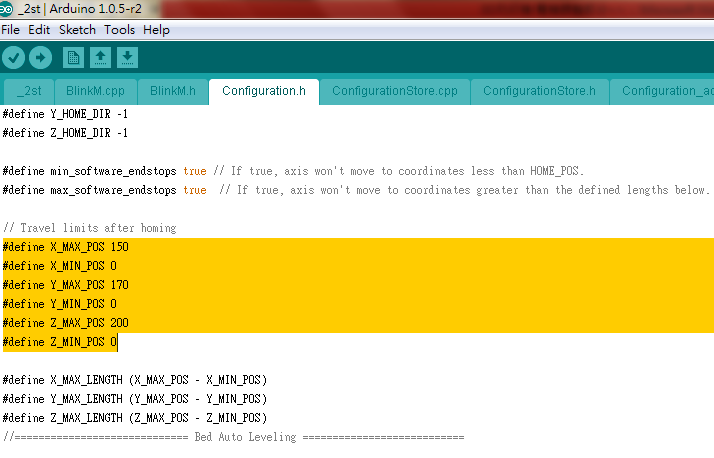 _2st | Arduino 1.0.5-r2
File Edit Sketch Tools Help
_2st BlinkM.cpp BlinkM.h Configuration.h ConfigurationStore.cpp ConfigurationStore.h Configuration_ad
#define Y_HOME_DIR -1
#define Z_HOME_DIR -1
#define min_software_endstops true // If true, axis won't move to coordinates less than HOME_POS.
#define max_software_endstops true  // If true, axis won't move to coordinates greater than the defined lengths below.
// Travel limits after homing
#define X_MAX_POS 150
#define X_MIN_POS 0
#define Y_MAX_POS 170
#define Y_MIN_POS 0
#define Z_MAX_POS 200
#define Z_MIN_POS 0
#define X_MAX_LENGTH (X_MAX_POS - X_MIN_POS)
#define Y_MAX_LENGTH (Y_MAX_POS - Y_MIN_POS)
#define Z_MAX_LENGTH (Z_MAX_POS - Z_MIN_POS)
//============================= Bed Auto Leveling ===========================